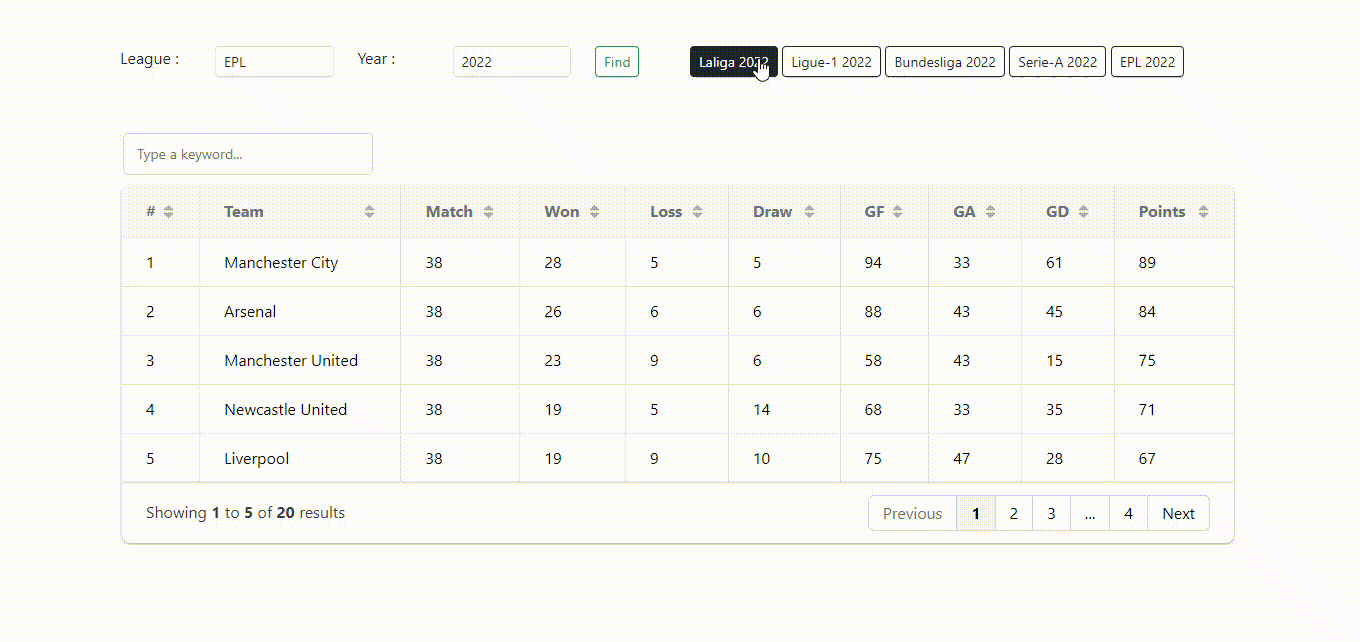 League : EPL Year : 2022 Find Laliga 2022 Ligue-1 2022 Bundesliga 2022 Serie-A 2022 EPL 2022
Type a keyword...
# Team Match Won Loss Draw GF GA GD Points
1 Manchester City 38 28 5 5 94 33 61 89
2 Arsenal 38 26 6 6 88 43 45 84
3 Manchester United 38 23 9 6 58 43 15 75
4 Newcastle United 38 19 5 14 68 33 35 71
5 Liverpool 38 19 9 10 75 47 28 67
Showing 1 to 5 of 20 results Previous 1 2 3 ... 4 Next